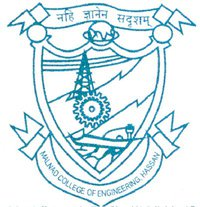 नहि ज्ञानेन सदृशम्
MALNAD COLLEGE OF ENGINEERING, HASSAN